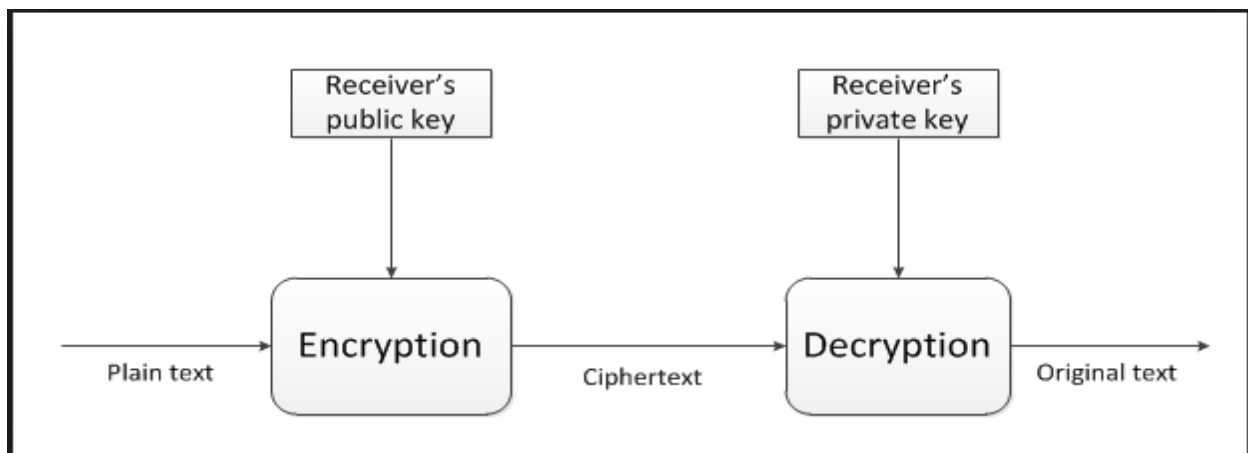 Receiver’s
public key
Receiver’s
private key
Encryption
Decryption
Plain text
Ciphertext
Original text